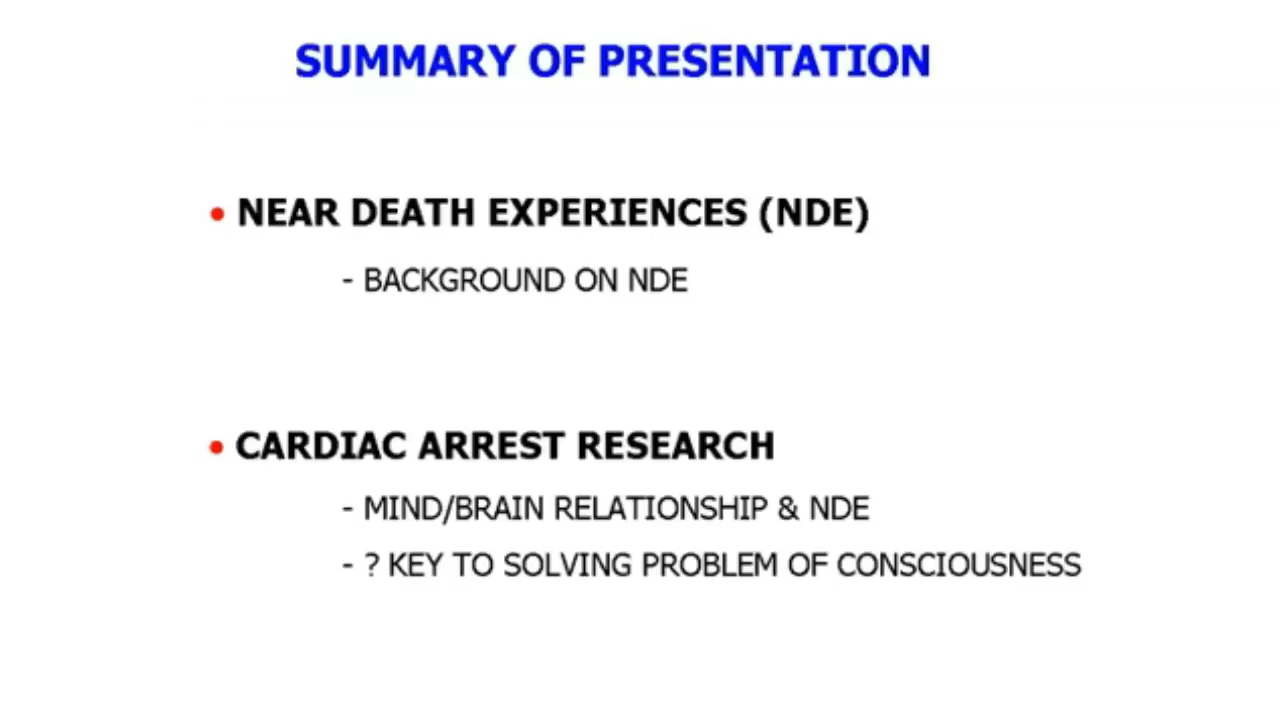 SUMMARY OF PRESENTATION
• NEAR DEATH EXPERIENCES (NDE)
- BACKGROUND ON NDE
• CARDIAC ARREST RESEARCH
- MIND/BRAIN RELATIONSHIP & NDE
- ? KEY TO SOLVING PROBLEM OF CONSCIOUSNESS